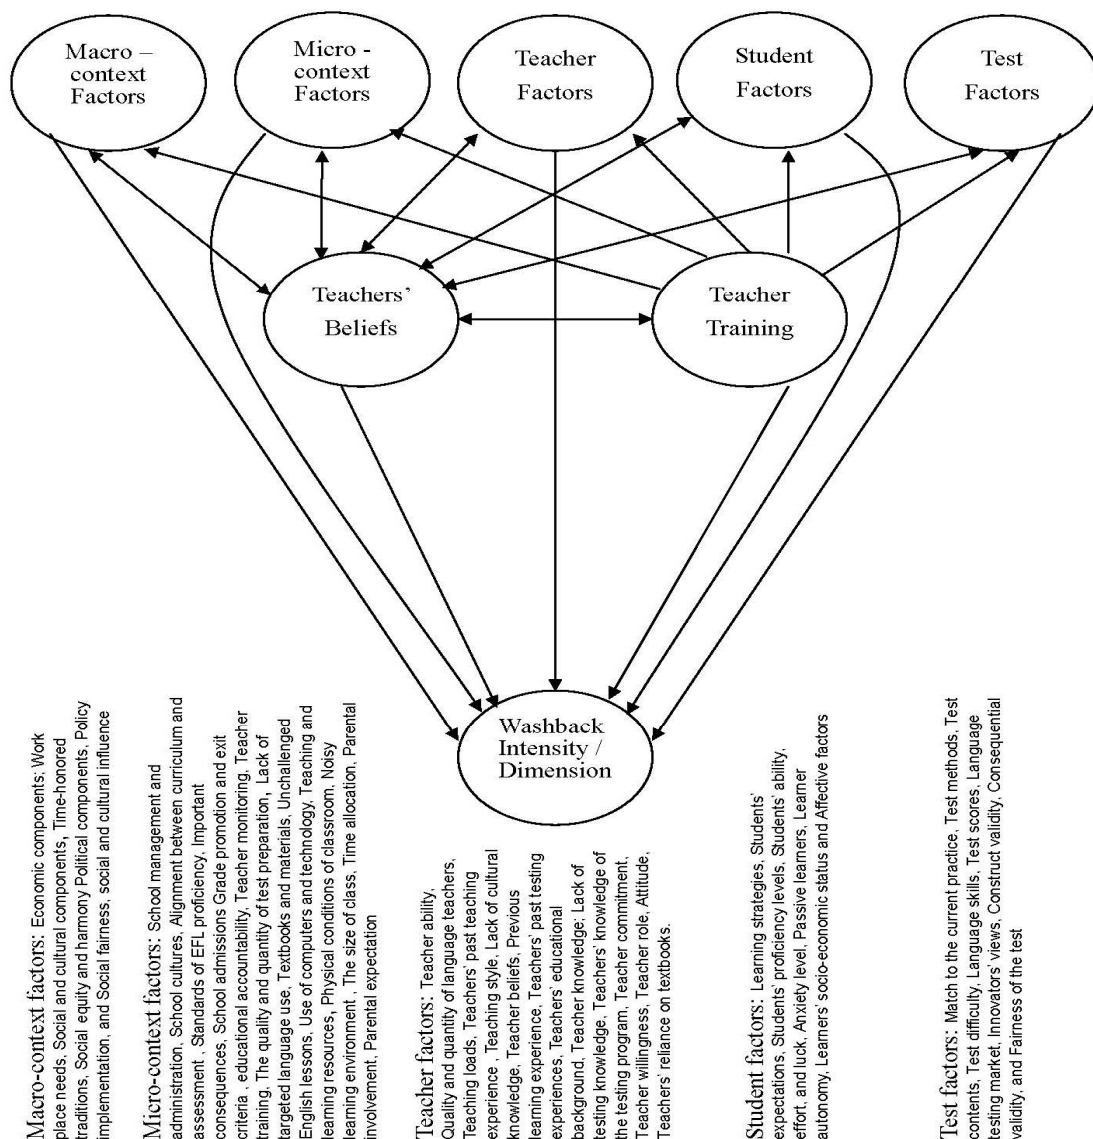 Macro –
context
Factors
Micro -
context
Factors
Teacher
Factors
Student
Factors
Test
Factors
Teachers’
Beliefs
Teacher
Training
Washback
Intensity /
Dimension
Macro-context factors: Economic components: Work
place needs, Social and cultural components, Time-honored
traditions, Social equity and harmony Political components, Policy
implementation, and Social fairness, social and cultural influence
Micro-context factors: School management and
administration, School cultures, Alignment between curriculum and
assessment , Standards of EFL proficiency, Important
consequences, School admissions Grade promotion and exit
criteria , educational accountability, Teacher monitoring, Teacher
training, The quality and quantity of test preparation, Lack of
targeted language use, Textbooks and materials, Unchallenged
English lessons, Use of computers and technology, Teaching and
learning resources, Physical conditions of classroom, Noisy
learning environment , The size of class, Time allocation, Parental
involvement, Parental expectation
Teacher factors: Teacher ability,
Quality and quantity of language teachers,
Teaching loads, Teachers’ past teaching
experience , Teaching style, Lack of cultural
knowledge, Teacher beliefs, Previous
learning experience, Teachers’ past testing
experiences, Teachers’ educational
background, Teacher knowledge: Lack of
testing knowledge, Teachers’ knowledge of
the testing program, Teacher commitment,
Teacher willingness, Teacher role, Attitude,
Teachers’ reliance on textbooks.
Student factors: Learning strategies, Students’
expectations, Students’ proficiency levels, Students’ ability,
effort, and luck, Anxiety level, Passive learners, Learner
autonomy, Learners’ socio-economic status and Affective factors
Test factors: Match to the current practice, Test methods, Test
contents, Test difficulty, Language skills, Test scores, Language
testing market, Innovators’ views, Construct validity, Consequential
validity, and Fairness of the test